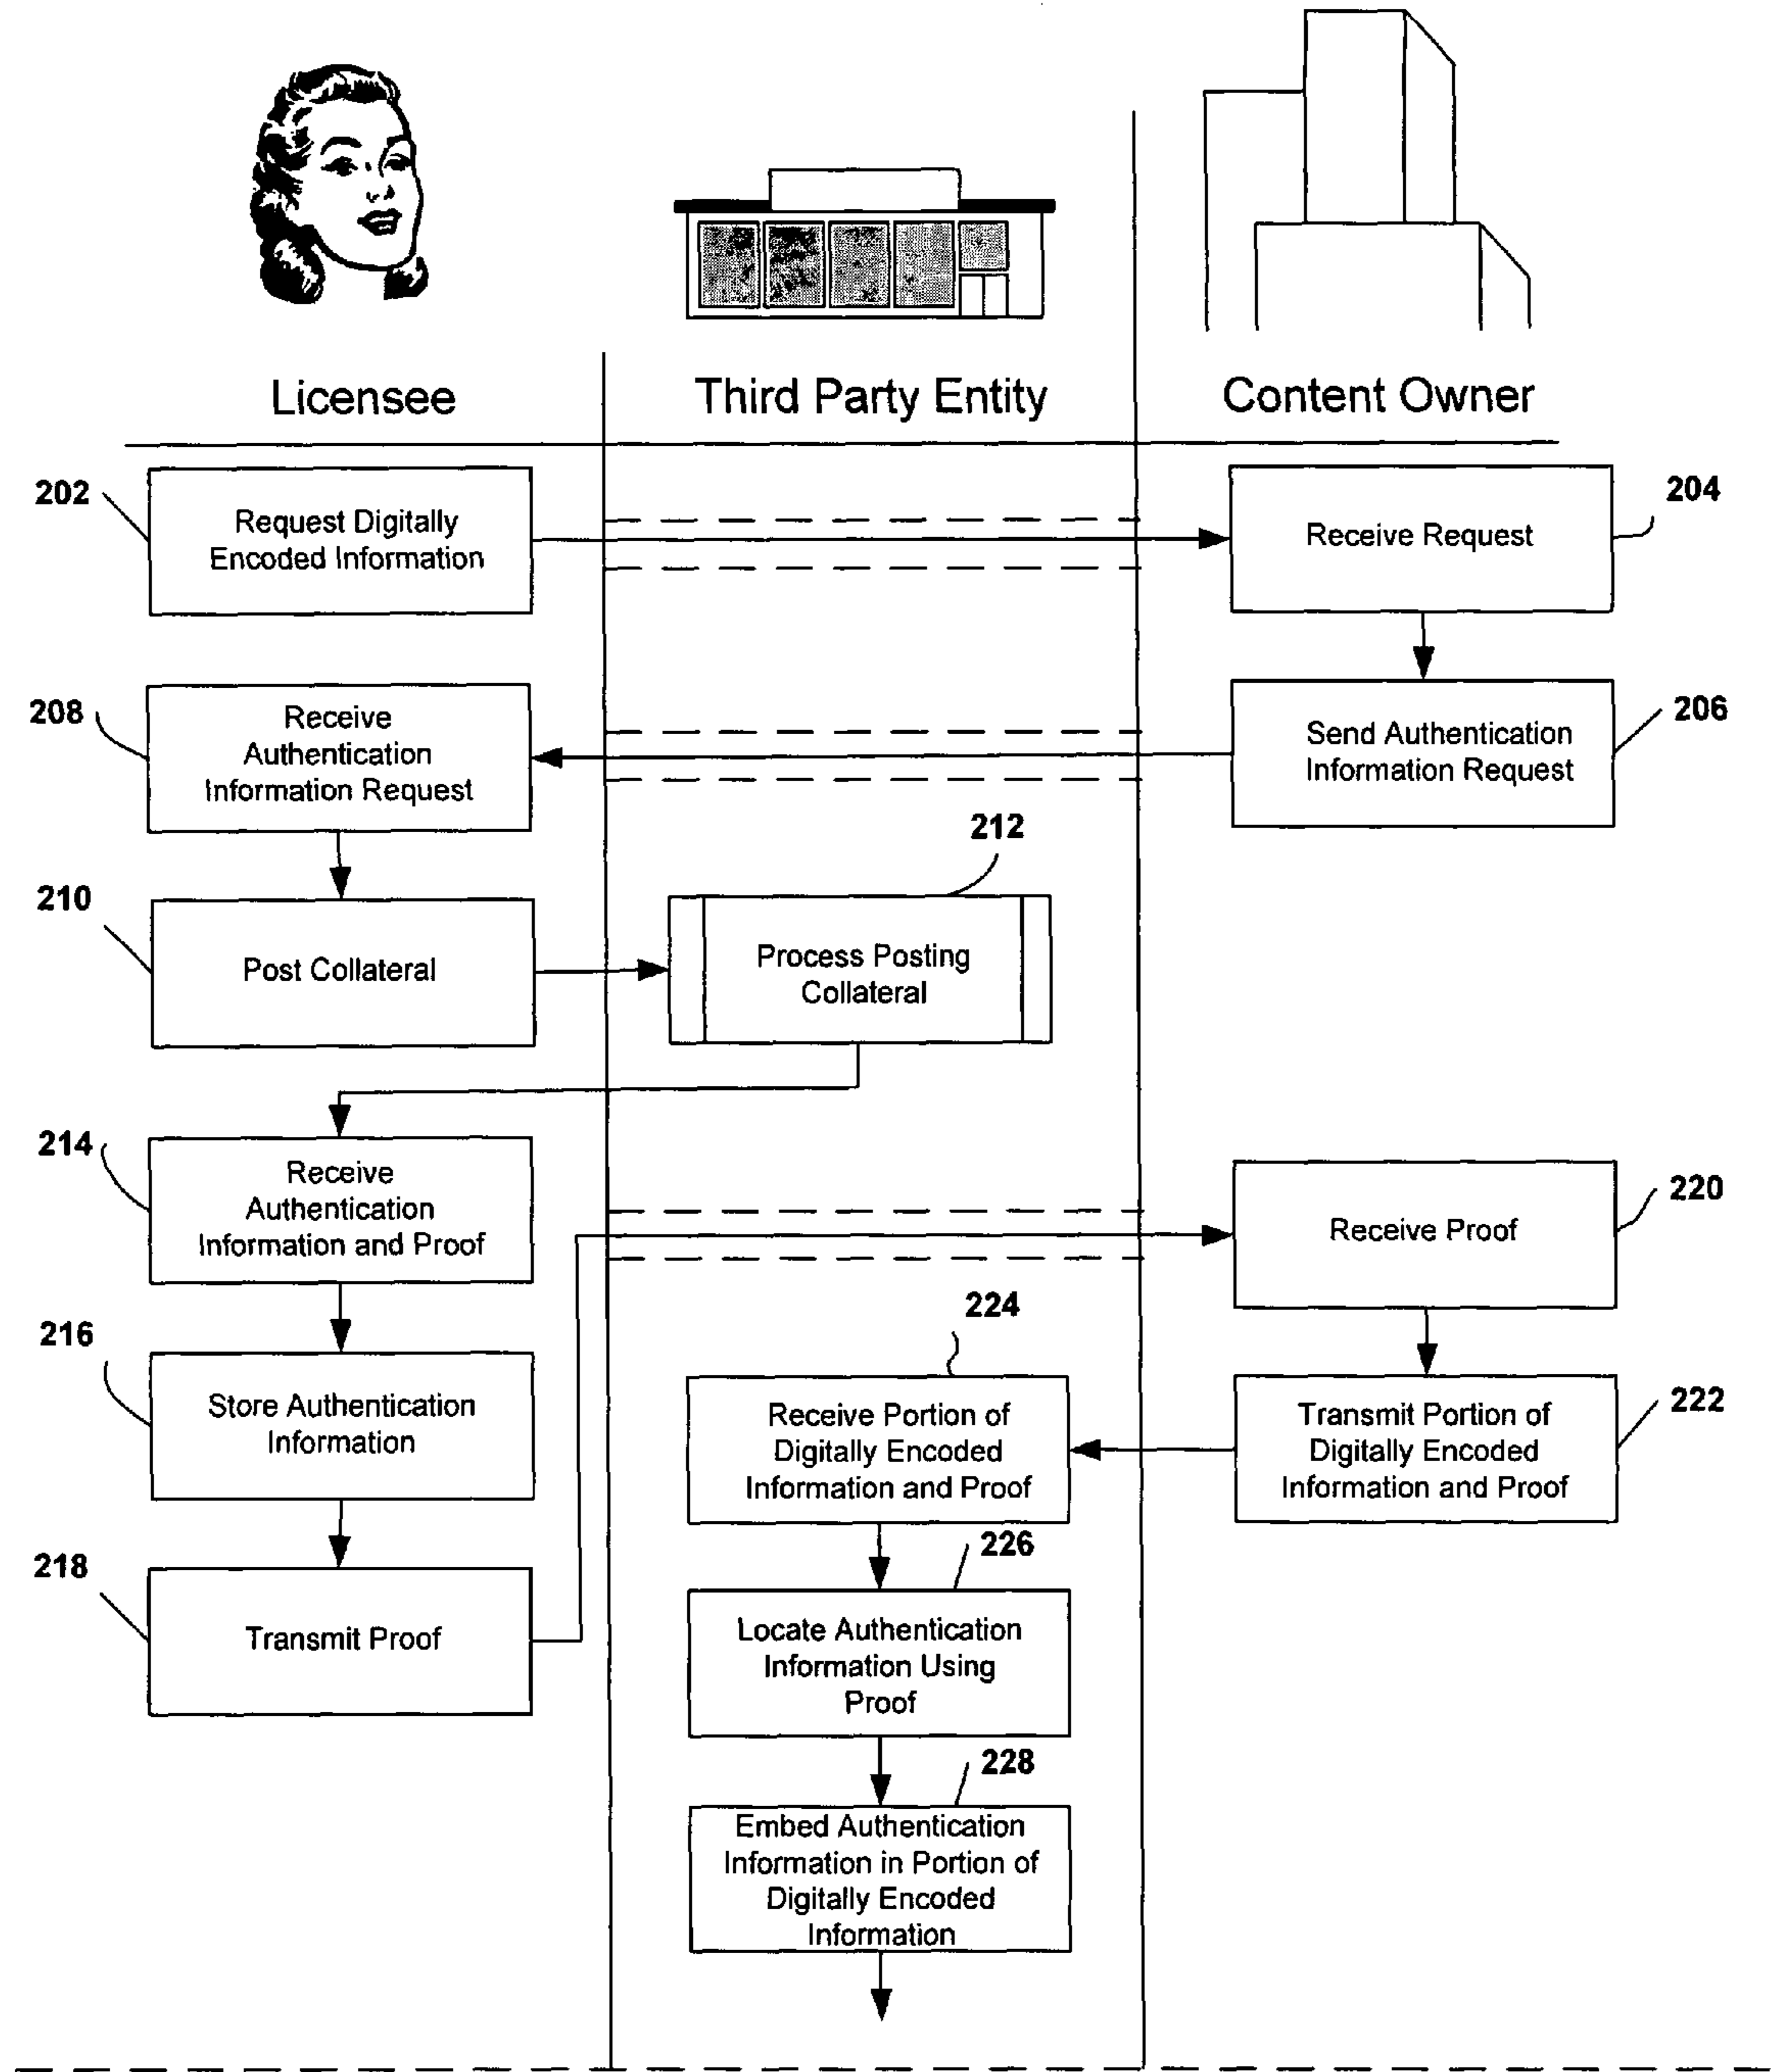 Licensee
Third Party Entity
Content Owner
202
Request Digitally
Encoded Information
204
Receive Request
208
Receive
Authentication
Information Request
206
Send Authentication
Information Request
210
Post Collateral
212
Process Posting
Collateral
214
Receive
Authentication
Information and Proof
220
Receive Proof
216
Store Authentication
Information
224
Receive Portion of
Digitally Encoded
Information and Proof
222
Transmit Portion of
Digitally Encoded
Information and Proof
218
Transmit Proof
226
Locate Authentication
Information Using
Proof
228
Embed Authentication
Information in Portion of
Digitally Encoded
Information